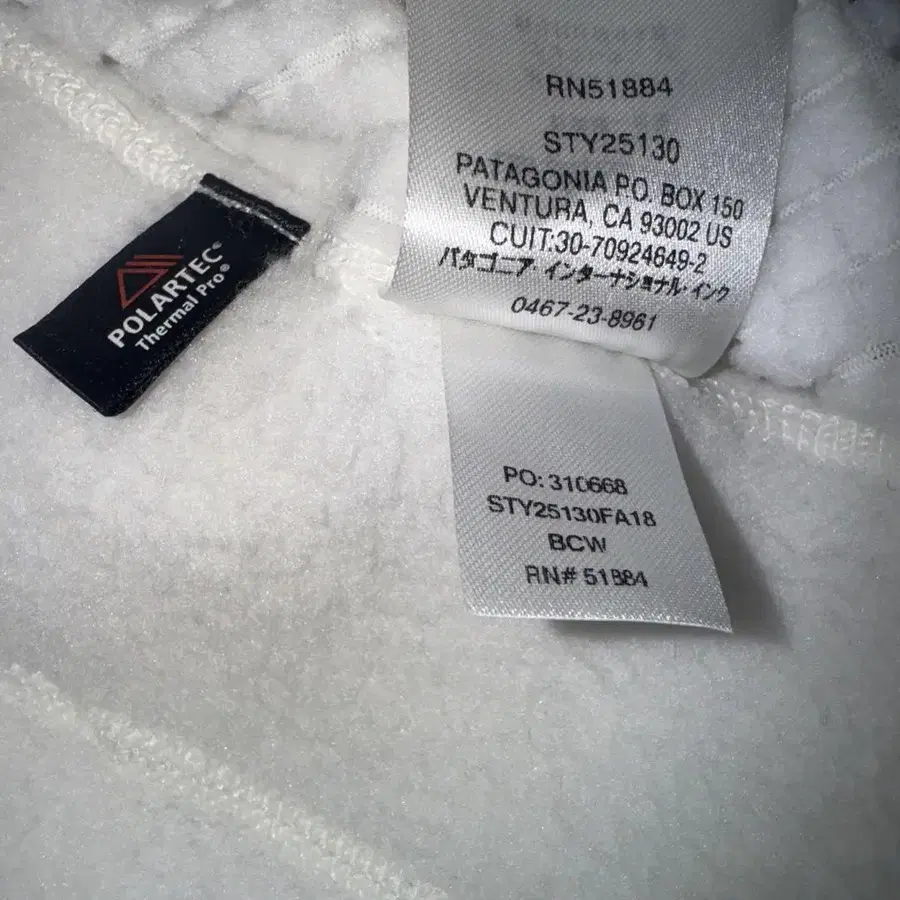 RN51884
STY25130
PATAGONIA P.O. BOX 150
VENTURA, CA 93002 US
CUIT:30-70924649-2
パタゴニア・インターナショナル・インク
0467-23-8961
POLARTEC®
Thermal Pro®
PO: 310668
STY25130FA18
BCW
RN# 51884